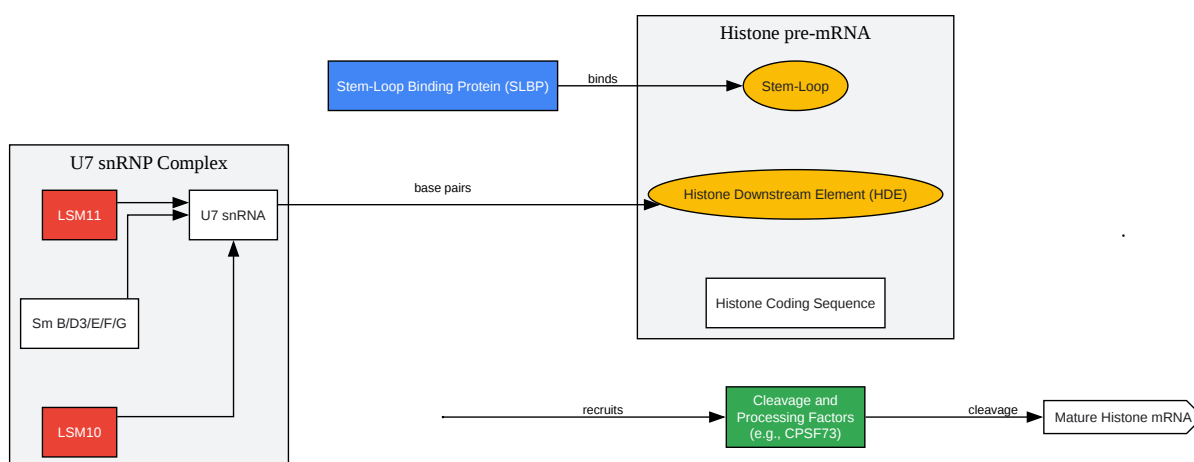 Histone pre-mRNA
Stem-Loop Binding Protein (SLBP)
binds
Stem-Loop
U7 snRNP Complex
LSM11
U7 snRNA
base pairs
Histone Downstream Element (HDE)
Sm B/D3/E/F/G
Histone Coding Sequence
LSM10
recruits
Cleavage and
Processing Factors
(e.g., CPSF73)
cleavage
Mature Histone mRNA